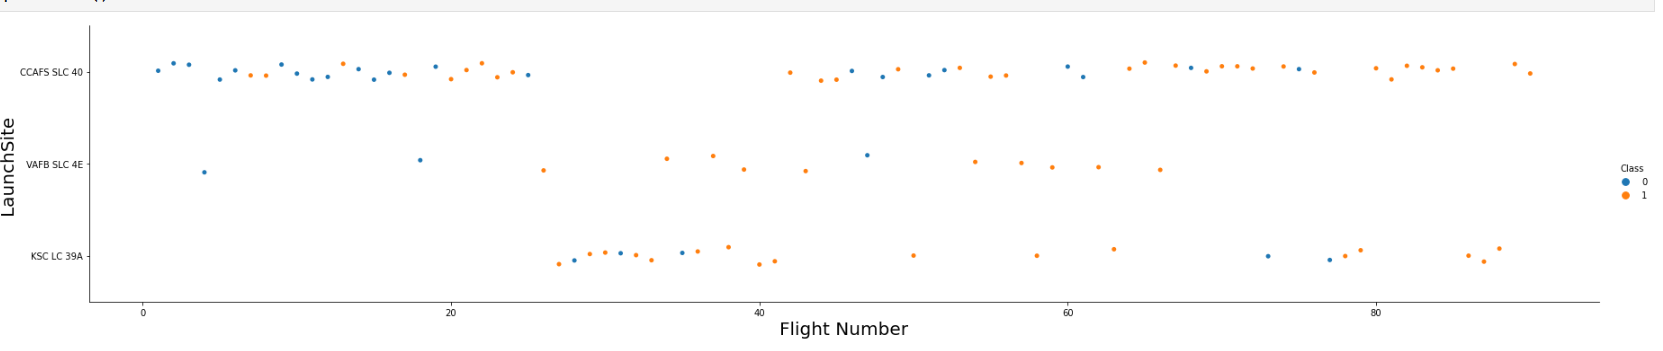 CCAFS SLC 40
VAFB SLC 4E
KSC LC 39A
LaunchSite
0 20 40 60 80
Flight Number
Class
0
1